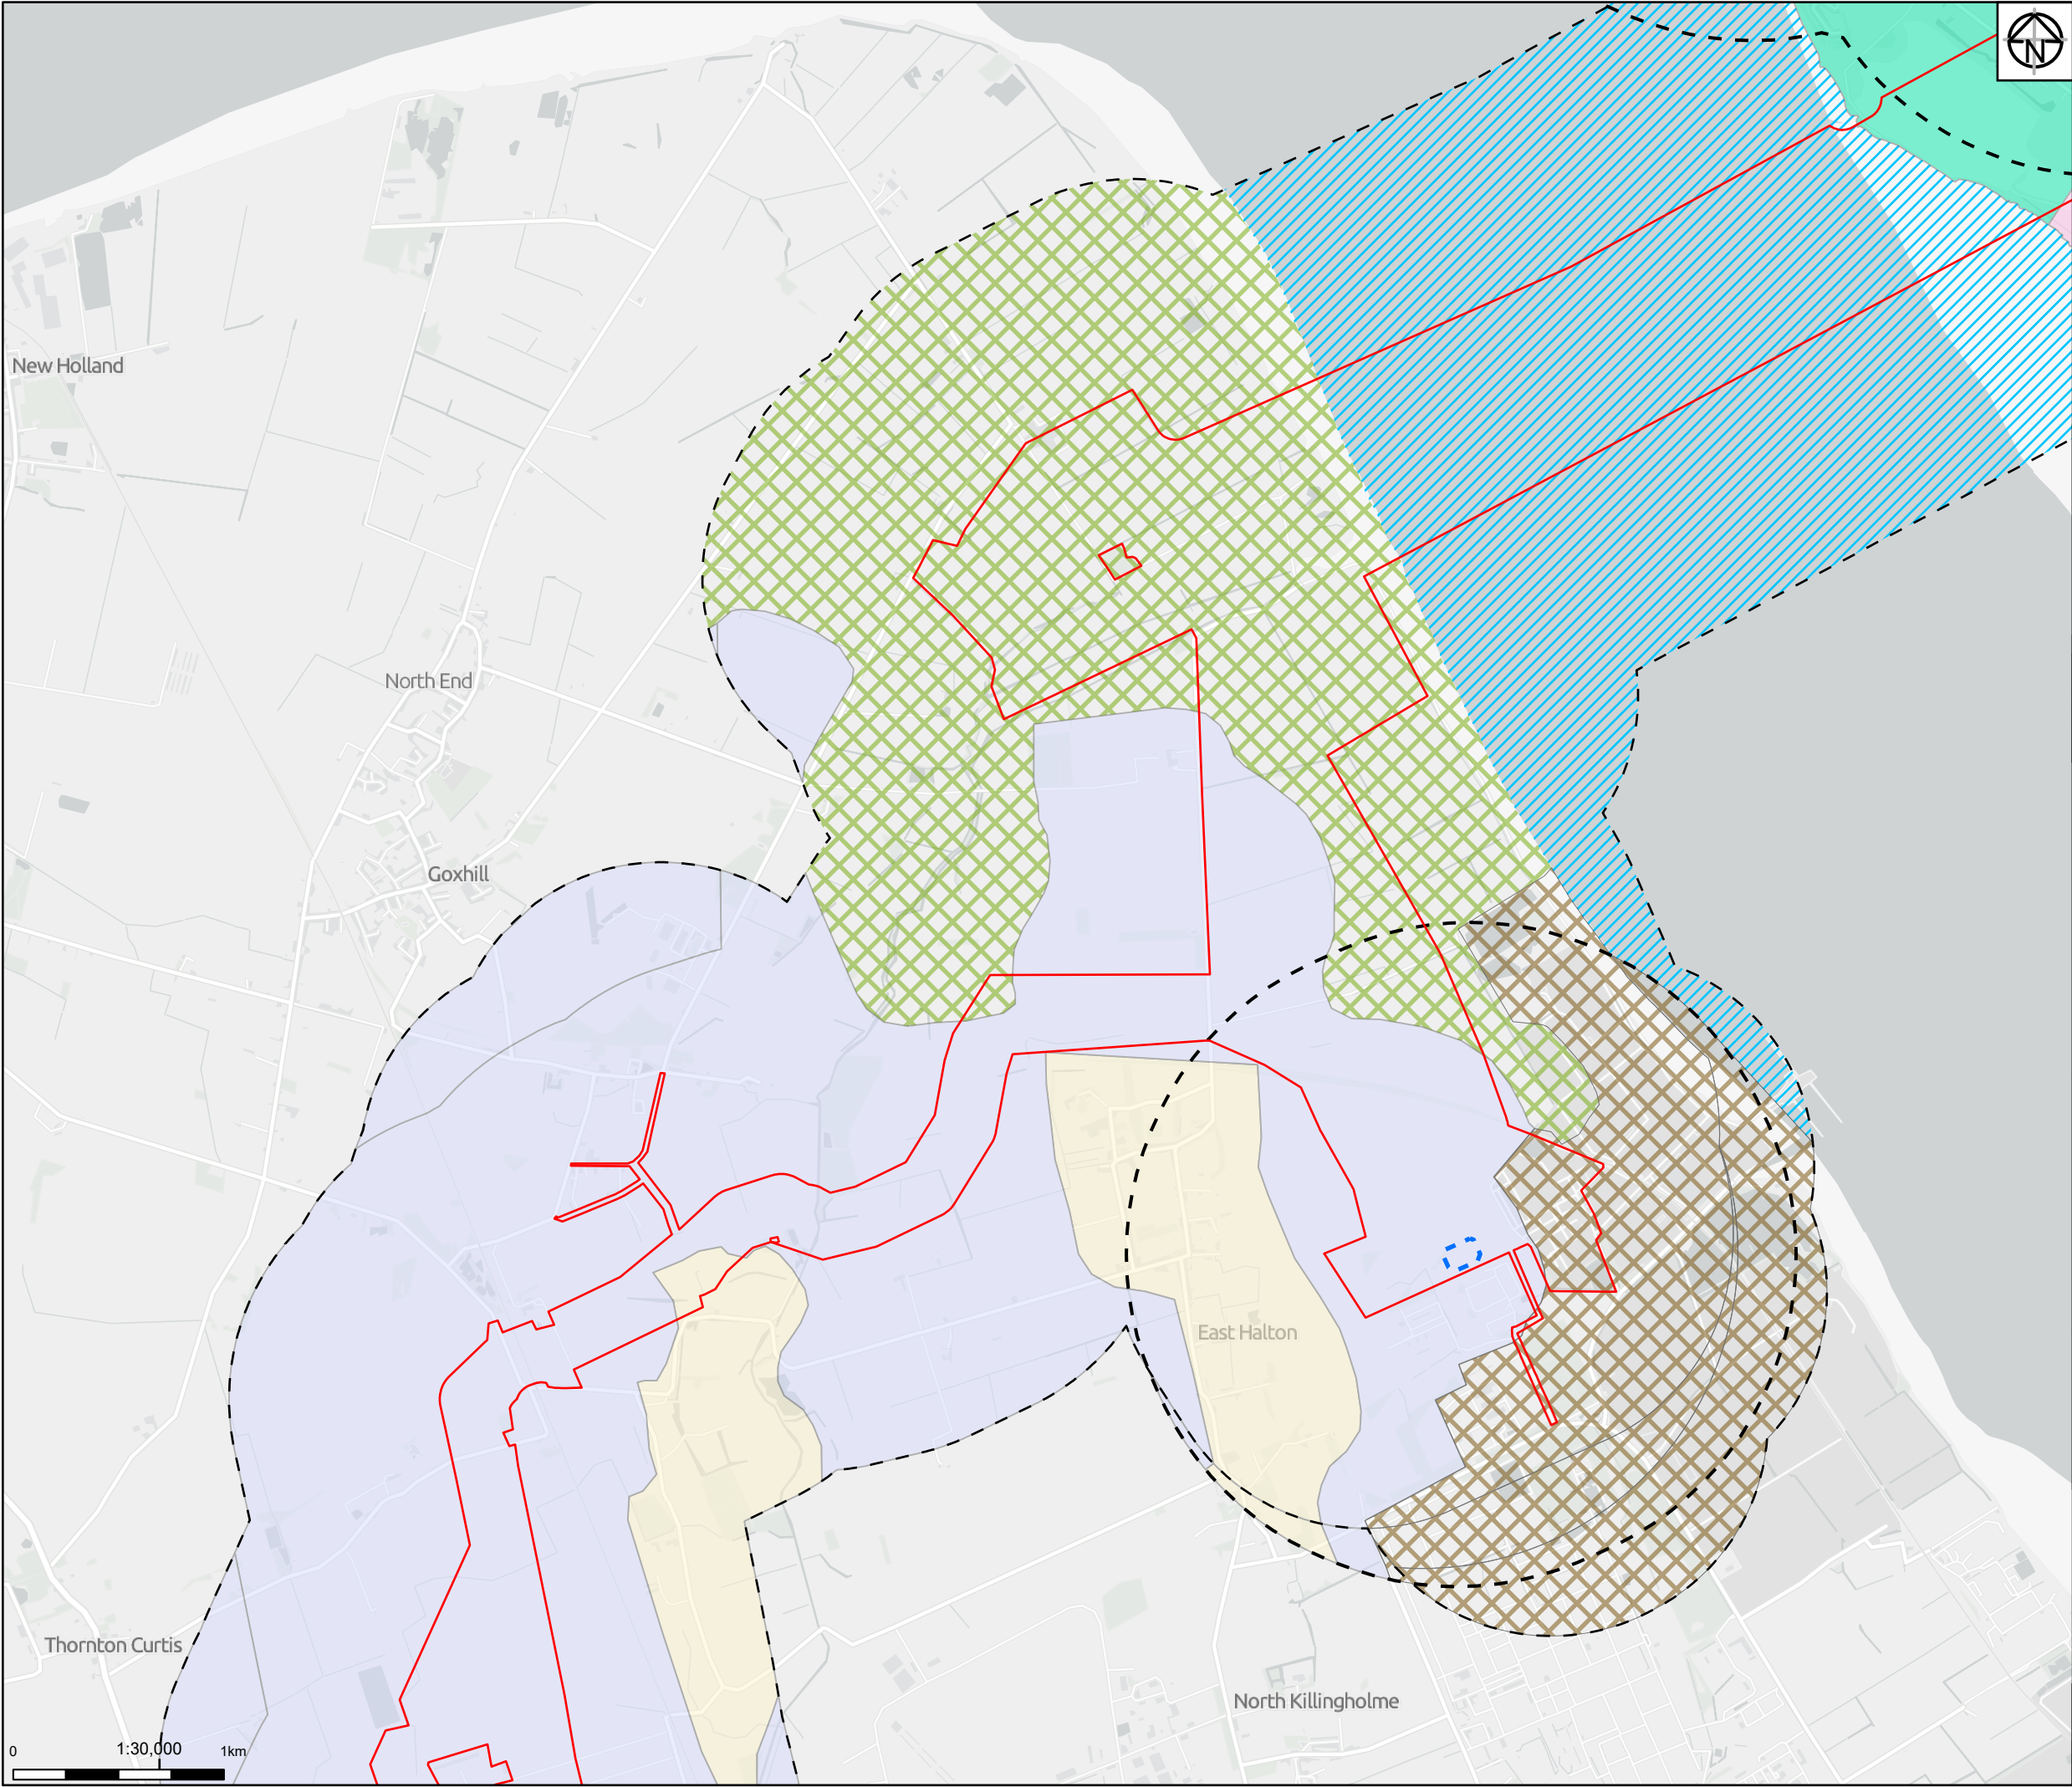 N
New Holland
North End
Goxhill
East Halton
Thornton Curtis
North Killingholme
0 1:30,000 1km